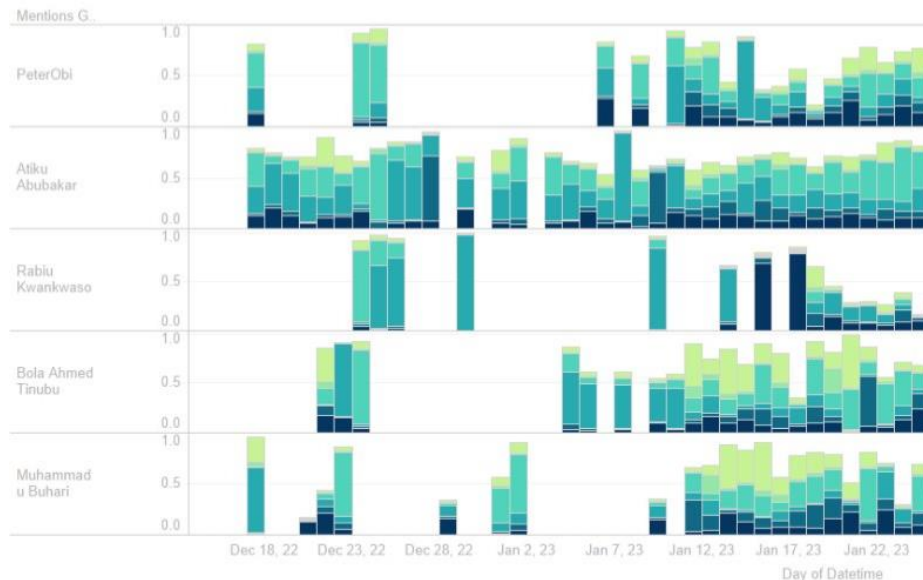 Mentions G..
1.0
PeterObi
0.5
0.0
1.0
Atiku
Abubakar
0.5
0.0
1.0
Rabiu
Kwankwaso
0.5
0.0
1.0
Bola Ahmed
Tinubu
0.5
0.0
1.0
Muhammad
u Buhari
0.5
0.0
Dec 18, 22 Dec 23, 22 Dec 28, 22 Jan 2, 23 Jan 7, 23 Jan 12, 23 Jan 17, 23 Jan 22, 23
Day of Datetime